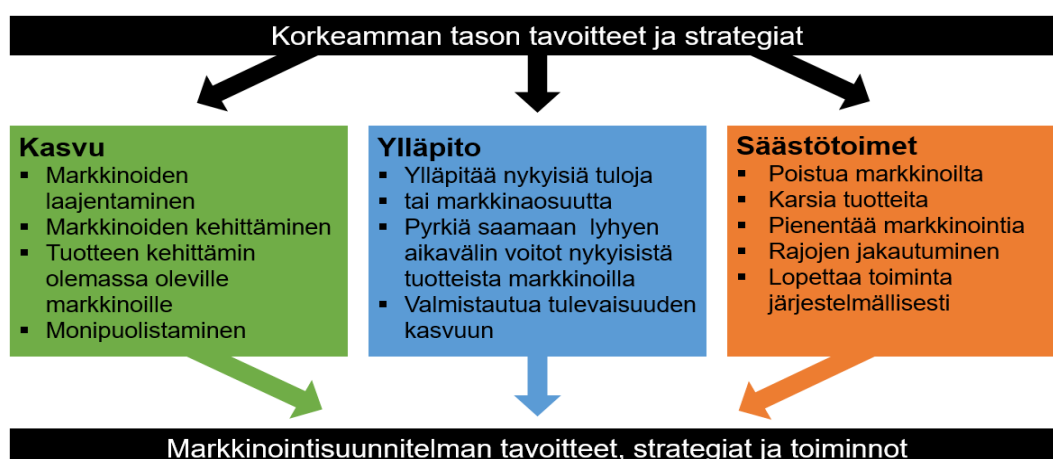 Korkeamman tason tavoitteet ja strategiat
Kasvu
▪ Markkinoiden
laajentaminen
▪ Markkinoiden kehittäminen
▪ Tuotteen kehittämin
olemassa oleville
markkinoille
▪ Monipuolistaminen
Ylläpito
▪ Ylläpitää nykyisiä tuloja
▪ tai markkinaosuutta
▪ Pyrkiä saamaan lyhyen
aikavälin voitot nykyisistä
tuotteista markkinoilla
▪ Valmistautua tulevaisuuden
kasvuun
Säästötoimet
▪ Poistua markkinoilta
▪ Karsia tuotteita
▪ Pienentää markkinointia
▪ Rajojen jakautuminen
▪ Lopettaa toiminta
järjestelmällisesti
Markkinointisuunnitelman tavoitteet, strategiat ja toiminnot